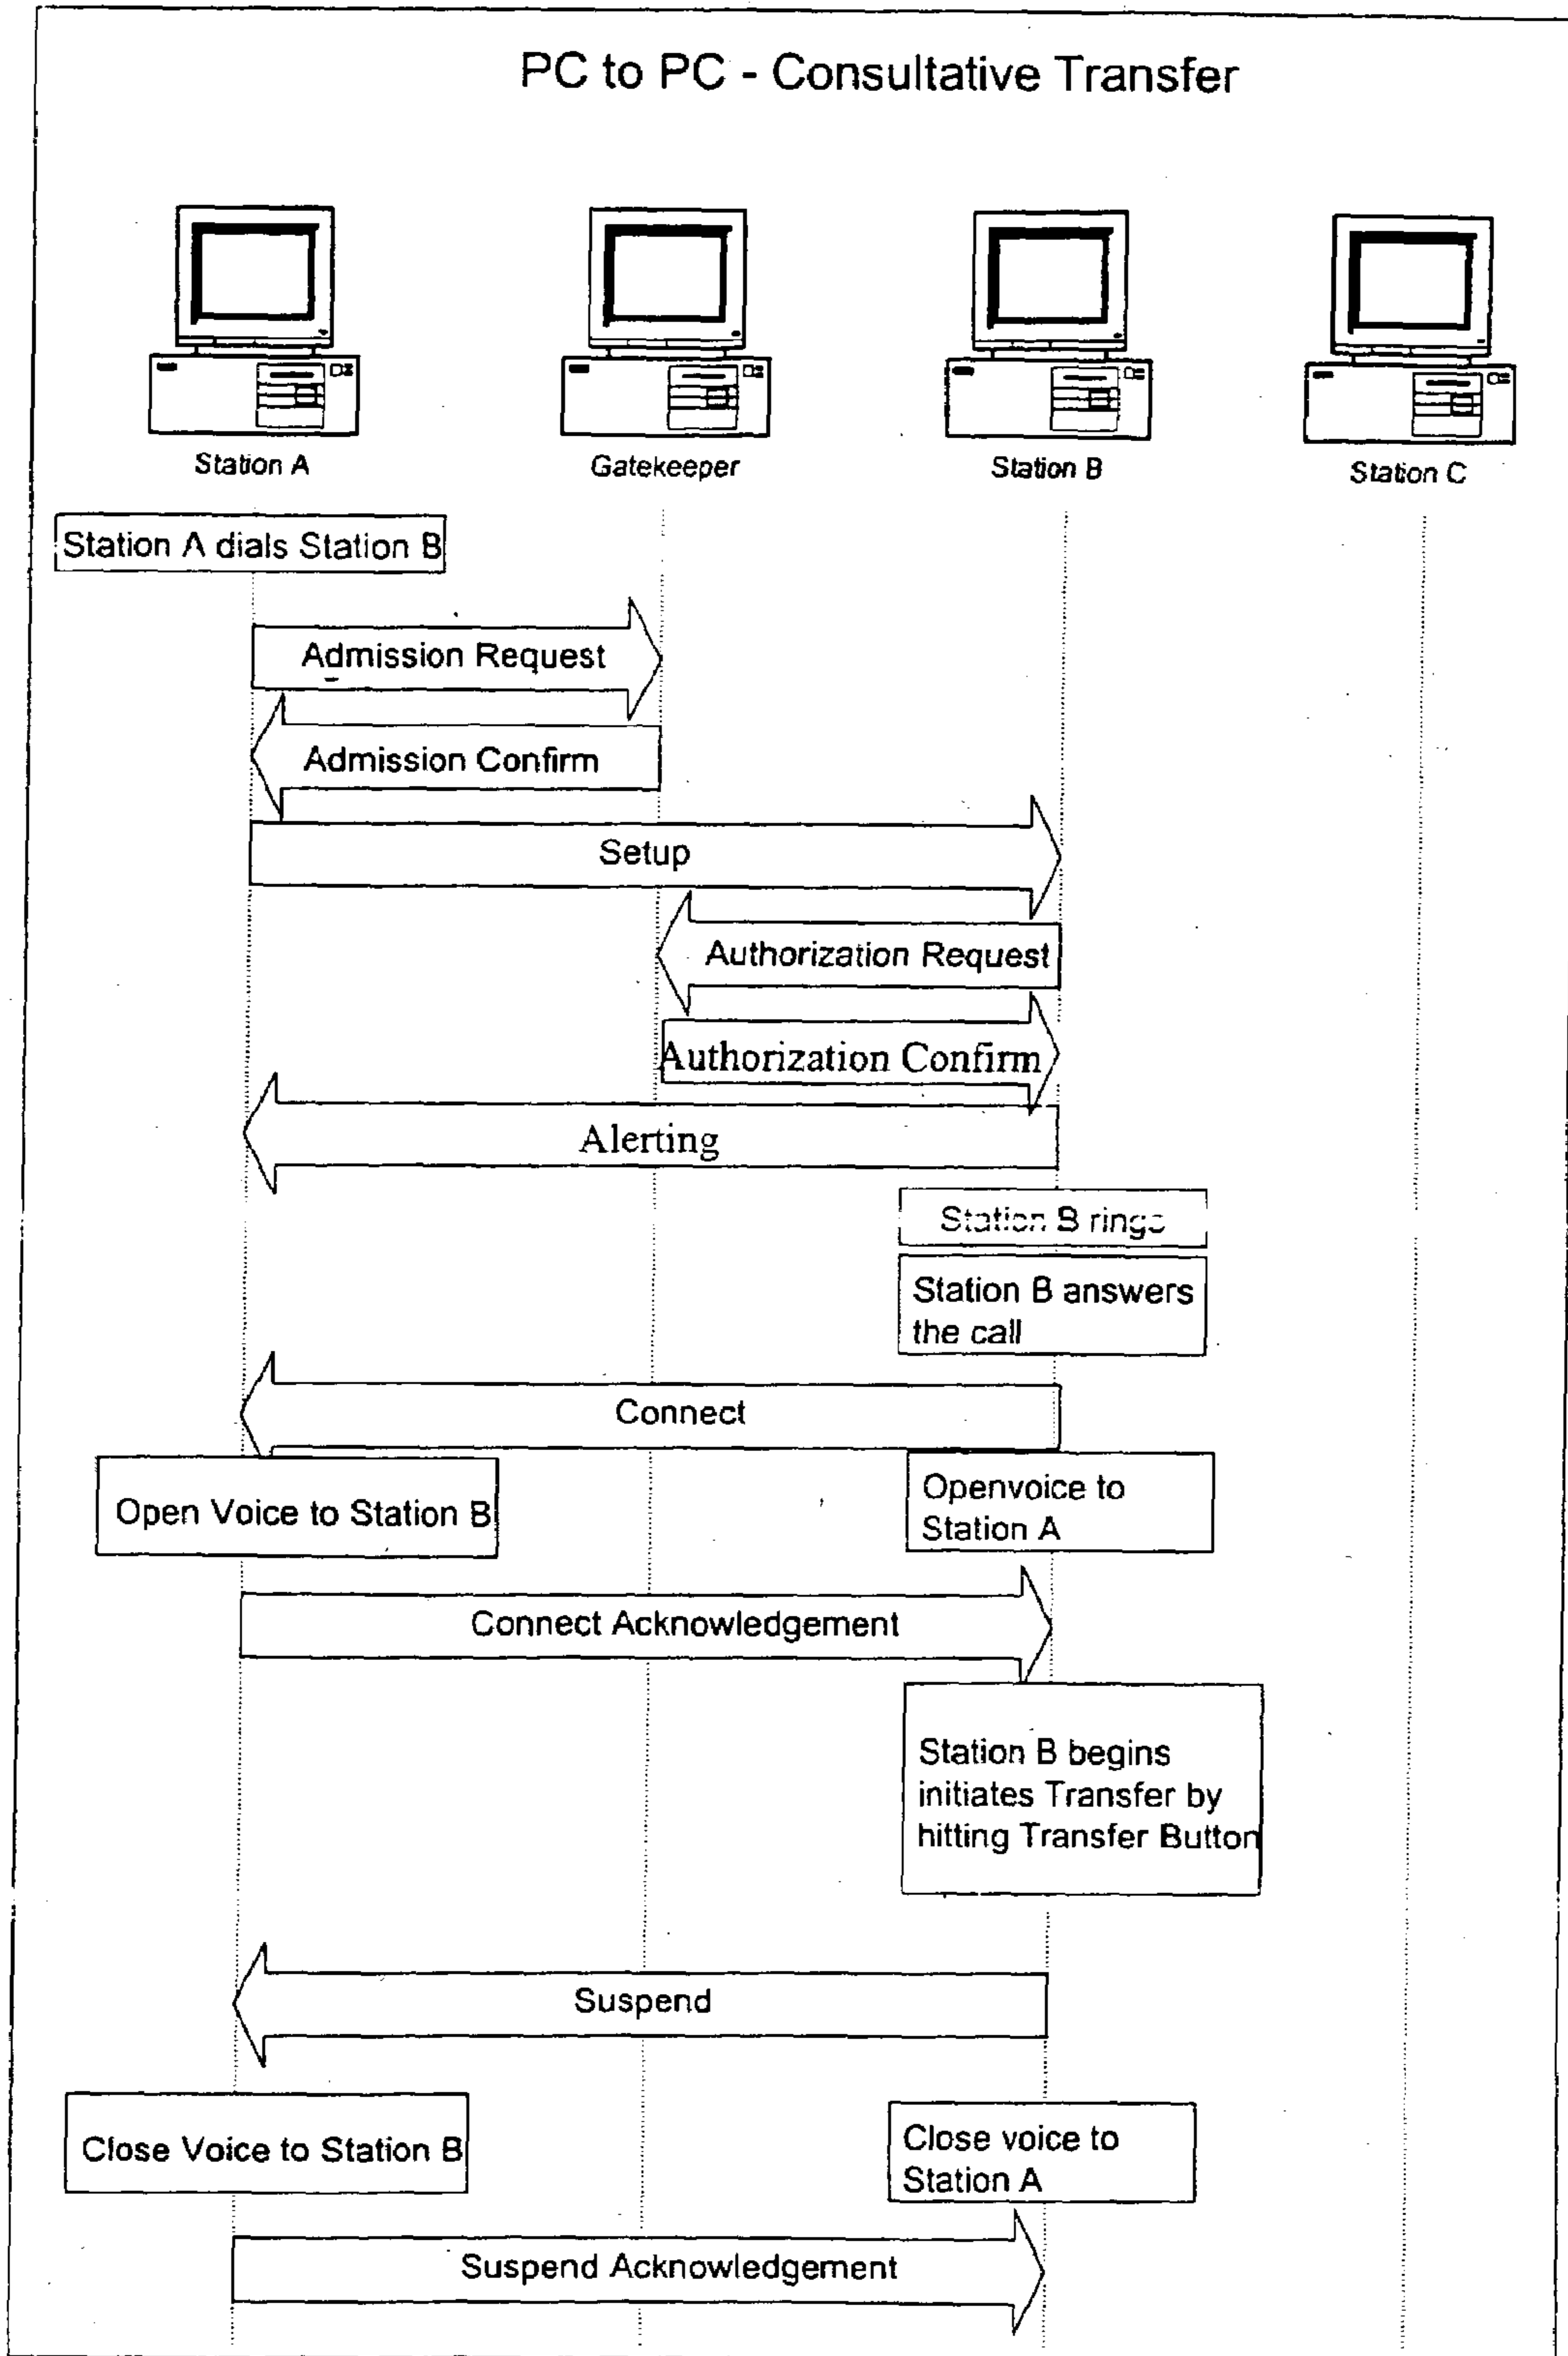 PC to PC - Consultative Transfer
Station A
Gatekeeper
Station B
Station C
Station A dials Station B
Admission Request
Admission Confirm
Setup
Authorization Request
Authorization Confirm
Alerting
Station B rings
Station B answers
the call
Connect
Open Voice to Station B
Openvoice to
Station A
Connect Acknowledgement
Station B begins
initiates Transfer by
hitting Transfer Button
Suspend
Close Voice to Station B
Close voice to
Station A
Suspend Acknowledgement